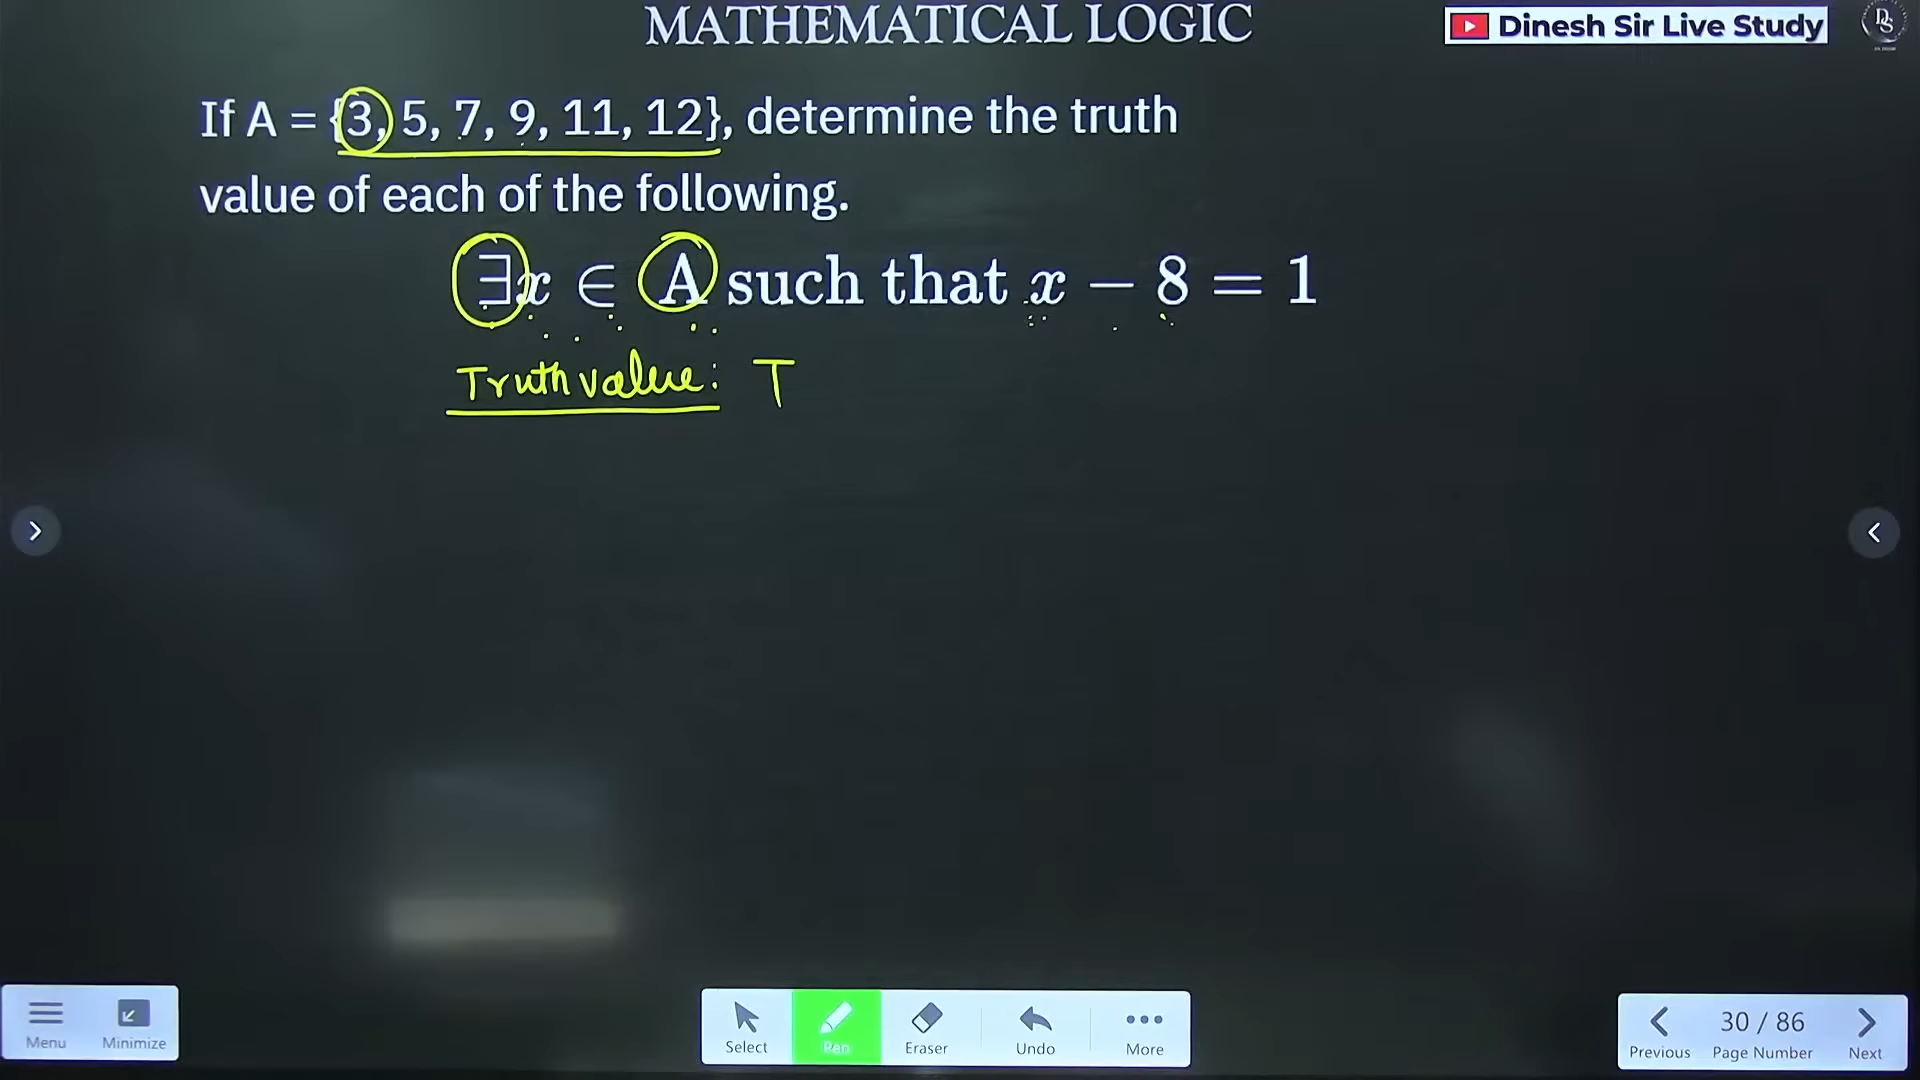 MATHEMATICAL LOGIC
Dinesh Sir Live Study
DS
If A = {3, 5, 7, 9, 11, 12}, determine the truth
value of each of the following.
∃x ∈ A such that x − 8 = 1
Truth value: T
Menu
Minimize
Select
Pen
Eraser
Undo
More
30 / 86
Previous
Page Number
Next